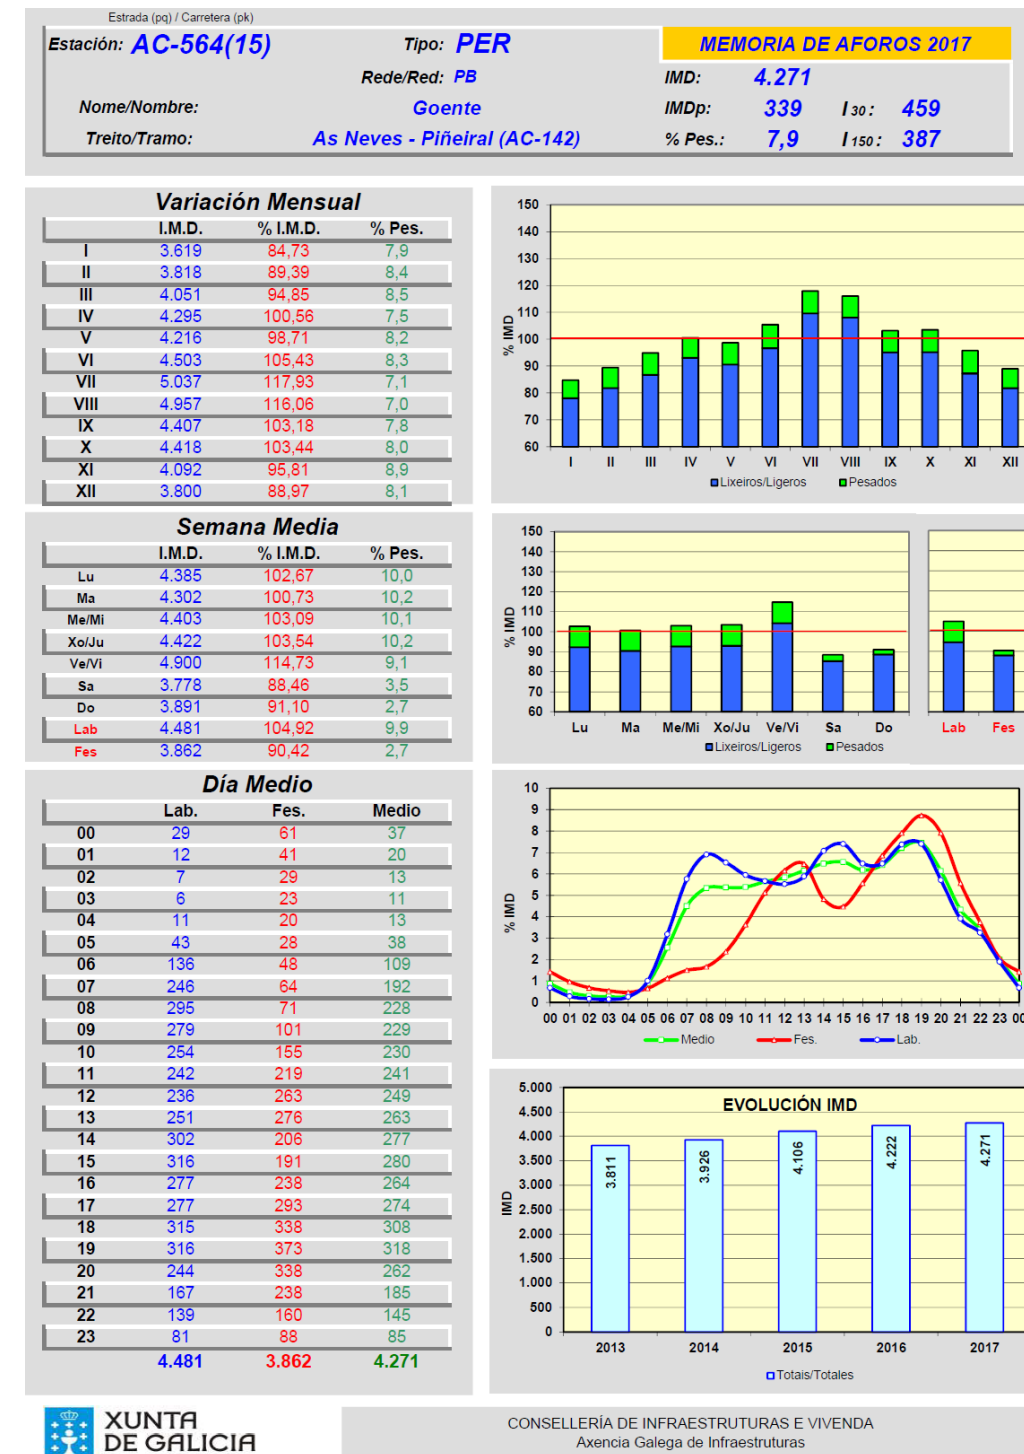 Estrada (pq) / Carretera (pk)
Estación: AC-564(15) Tipo: PER MEMORIA DE AFOROS 2017
Rede/Red: PB IMD: 4.271
Nome/Nombre: Goente IMDp: 339 I 30 : 459
Treito/Tramo: As Neves - Piñeiral (AC-142) % Pes.: 7,9 I 150 : 387
Variación Mensual
I.M.D. % I.M.D. % Pes.
I 3.619 84,73 7,9
II 3.818 89,39 8,4
III 4.051 94,85 8,5
IV 4.295 100,56 7,5
V 4.216 98,71 8,2
VI 4.503 105,43 8,3
VII 5.037 117,93 7,1
VIII 4.957 116,06 7,0
IX 4.407 103,18 7,8
X 4.418 103,44 8,0
XI 4.092 95,81 8,9
XII 3.800 88,97 8,1
150
140
130
120
110
100
90
80
70
60
% IMD
I II III IV V VI VII VIII IX X XI XII
Lixeiros/Ligeros Pesados
Semana Media
I.M.D. % I.M.D. % Pes.
Lu 4.385 102,67 10,0
Ma 4.302 100,73 10,2
Me/Mi 4.403 103,09 10,1
Xo/Ju 4.422 103,54 10,2
Ve/Vi 4.900 114,73 9,1
Sa 3.778 88,46 3,5
Do 3.891 91,10 2,7
Lab 4.481 104,92 9,9
Fes 3.862 90,42 2,7
150
140
130
120
110
100
90
80
70
60
% IMD
Lu Ma Me/Mi Xo/Ju Ve/Vi Sa Do Lab Fes
Lixeiros/Ligeros Pesados
Día Medio
Lab. Fes. Medio
00 29 61 37
01 12 41 20
02 7 29 13
03 6 23 11
04 11 20 13
05 43 28 38
06 136 48 109
07 246 64 192
08 295 71 228
09 279 101 229
10 254 155 230
11 242 219 241
12 236 263 249
13 251 276 263
14 302 206 277
15 316 191 280
16 277 238 264
17 277 293 274
18 315 338 308
19 316 373 318
20 244 338 262
21 167 238 185
22 139 160 145
23 81 88 85
4.481 3.862 4.271
10
9
8
7
6
5
4
3
2
1
0
% IMD
00 01 02 03 04 05 06 07 08 09 10 11 12 13 14 15 16 17 18 19 20 21 22 23 00
Medio Fes. Lab.
EVOLUCIÓN IMD
5.000
4.500
4.000
3.500
3.000
2.500
2.000
1.500
1.000
500
0
IMD
3.811 3.926 4.106 4.222 4.271
2013 2014 2015 2016 2017
Totais/Totales
XUNTA
DE GALICIA
CONSELLERÍA DE INFRAESTRUTURAS E VIVENDA
Axencia Galega de Infraestruturas